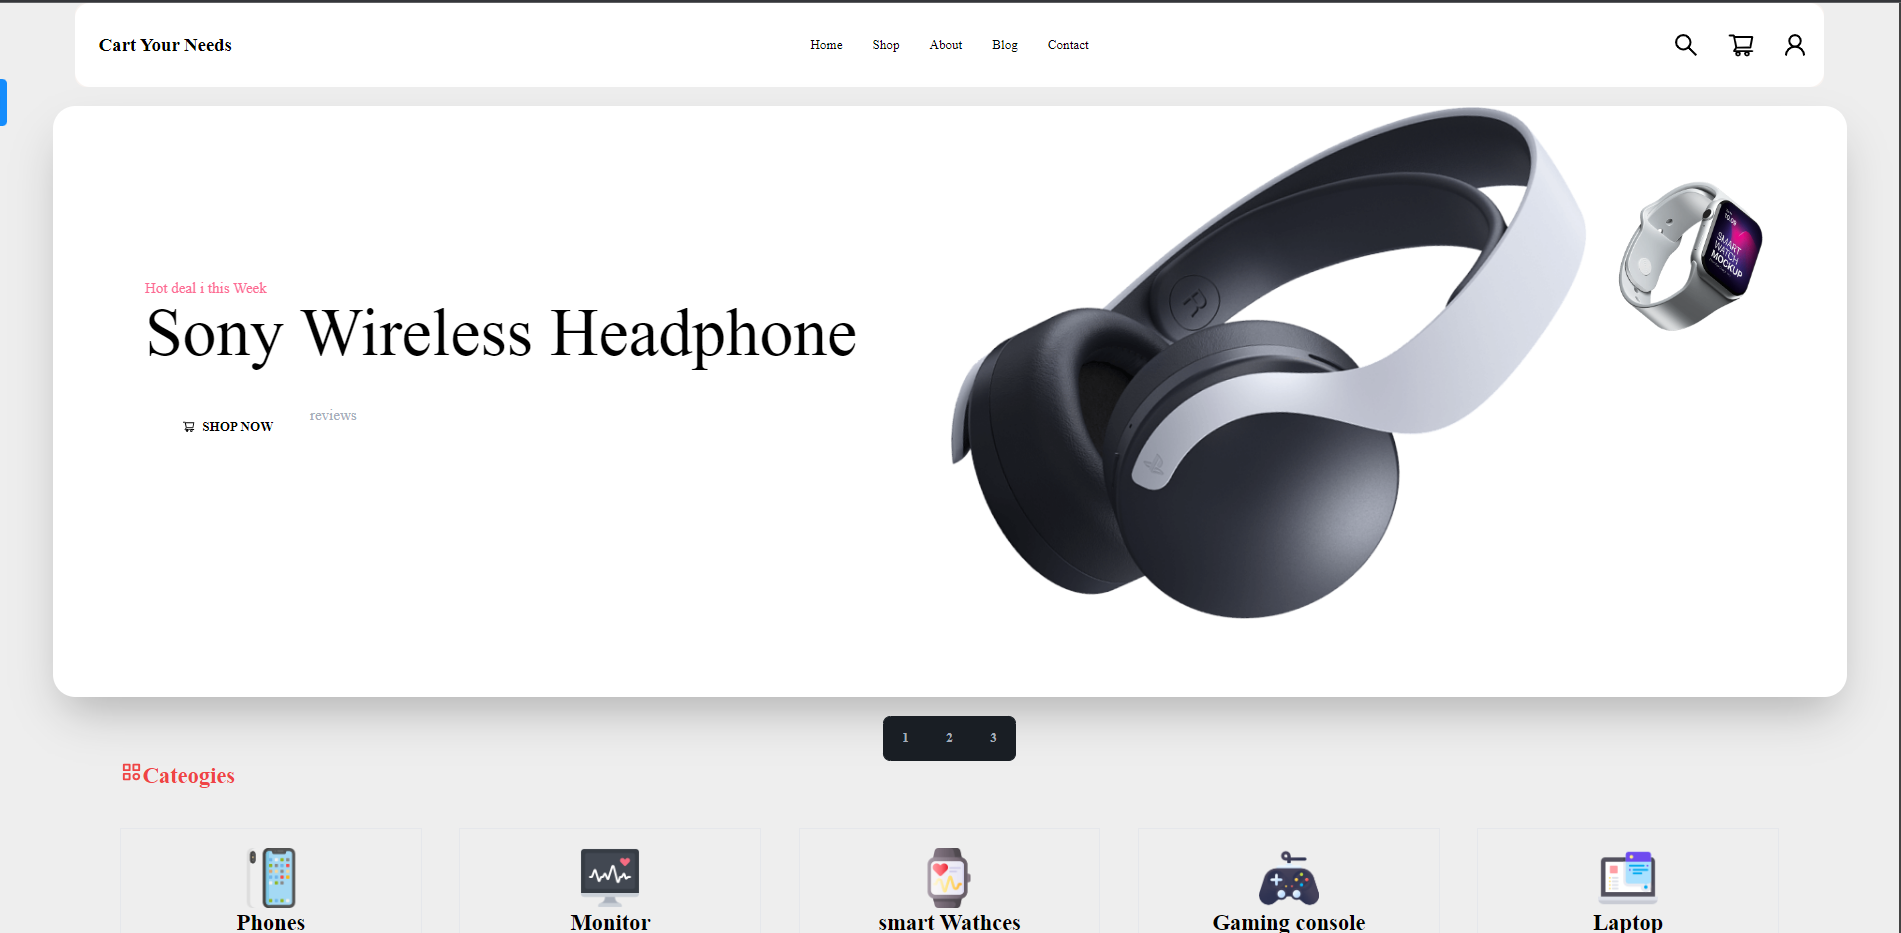 Cart Your Needs
Home Shop About Blog Contact
Hot deal i this Week
Sony Wireless Headphone
SHOP NOW
reviews
R
SMART
WATCH
MOCKUP
1 2 3
Cateogies
Phones Monitor smart Wathces Gaming console Laptop